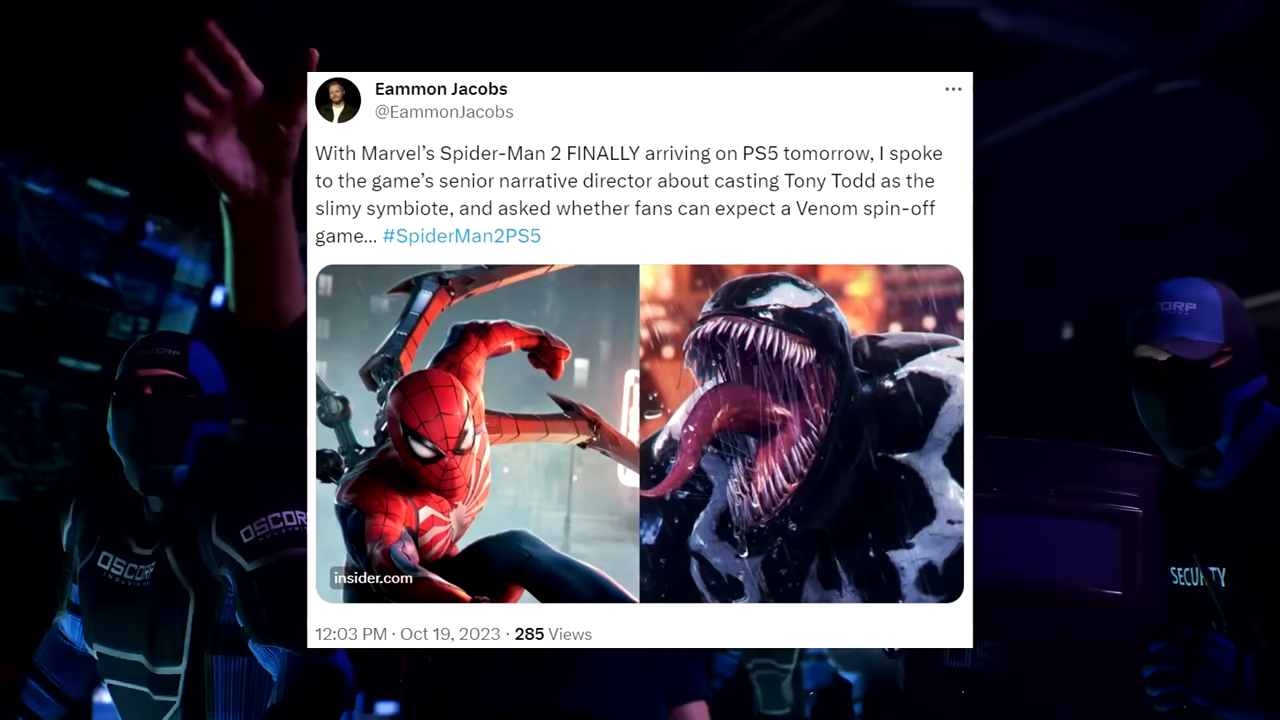 Eammon Jacobs
@EammonJacobs
With Marvel’s Spider-Man 2 FINALLY arriving on PS5 tomorrow, I spoke
to the game’s senior narrative director about casting Tony Todd as the
slimy symbiote, and asked whether fans can expect a Venom spin-off
game... #SpiderMan2PS5
insider.com
12:03 PM · Oct 19, 2023 · 285 Views
OSCORP
OSCOR
ORP
SECURITY